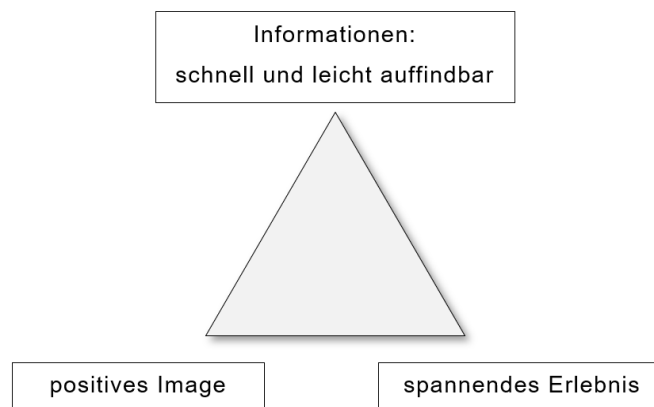 Informationen:
schnell und leicht auffindbar
positives Image
spannendes Erlebnis